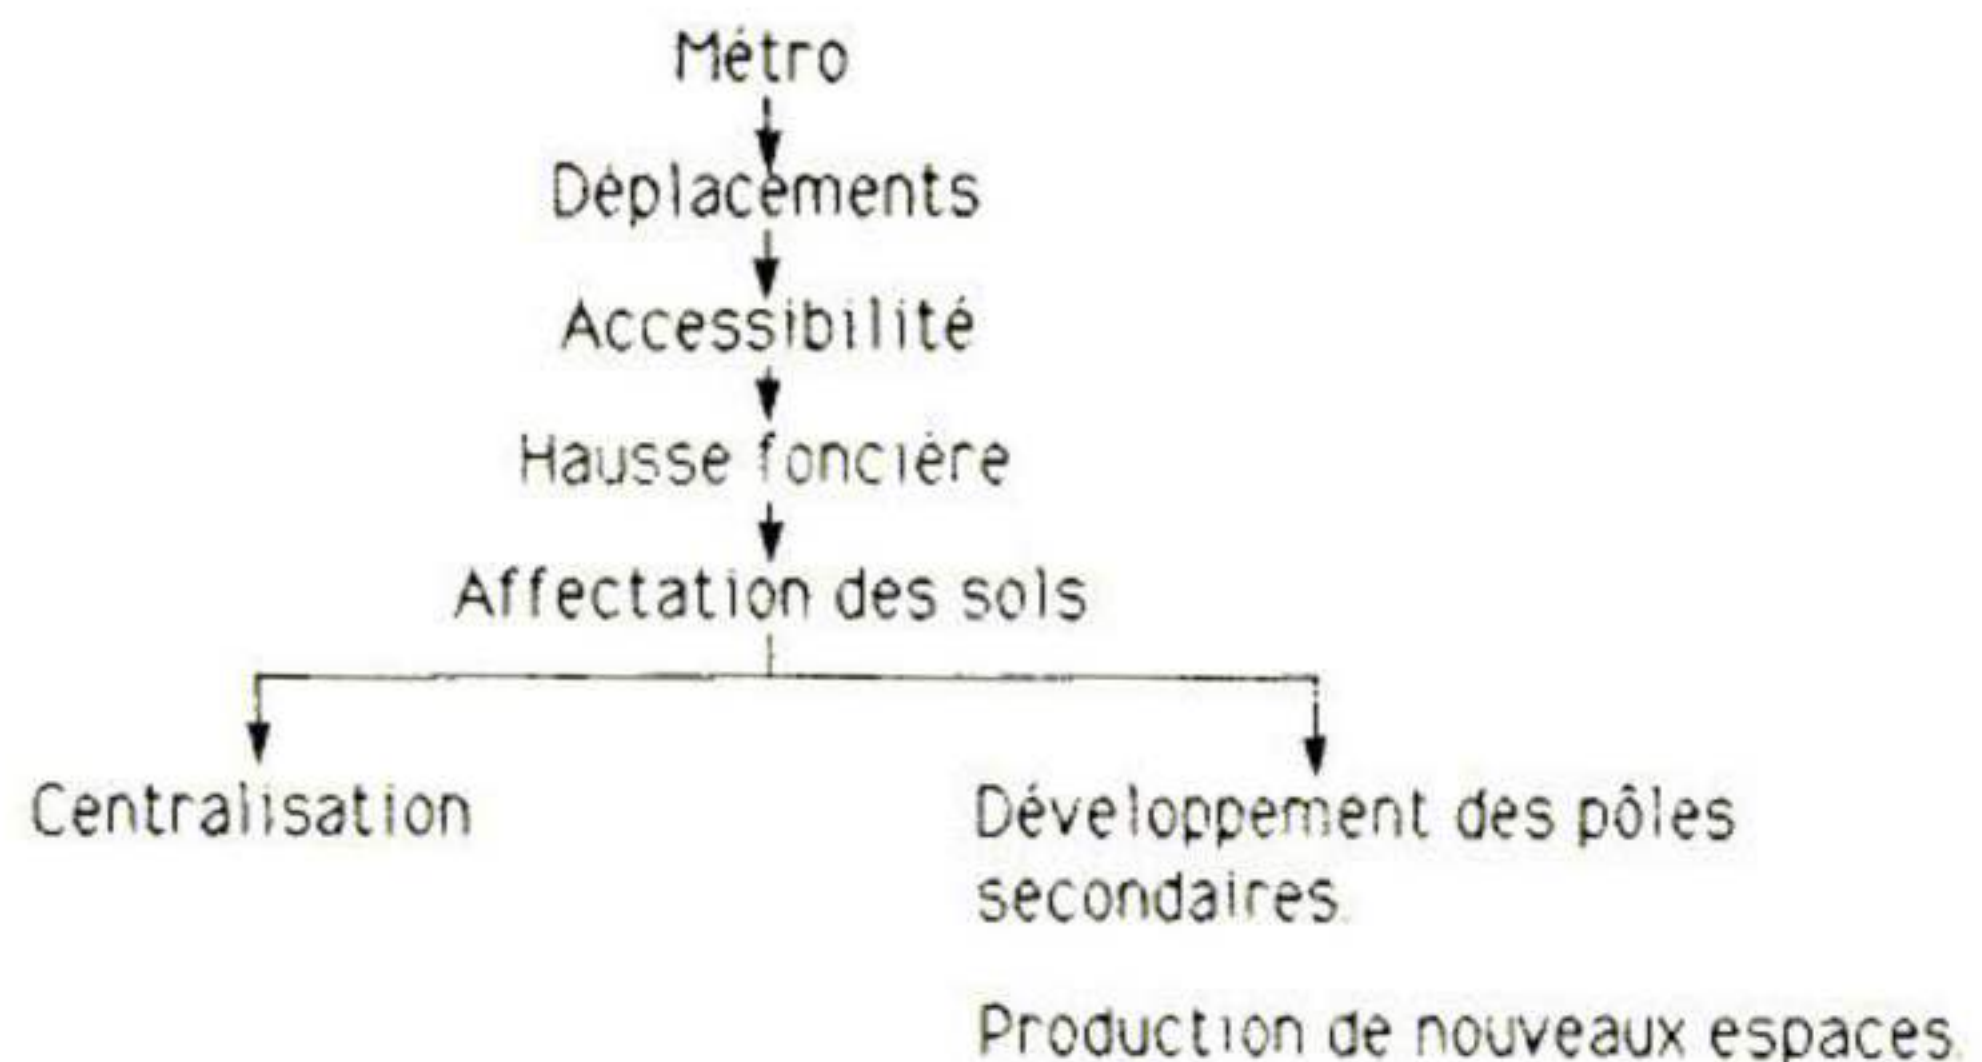 Métro
Déplacements
Accessibilité
Hausse foncière
Affectation des sols
Centralisation
Développement des pôles
secondaires.
Production de nouveaux espaces.